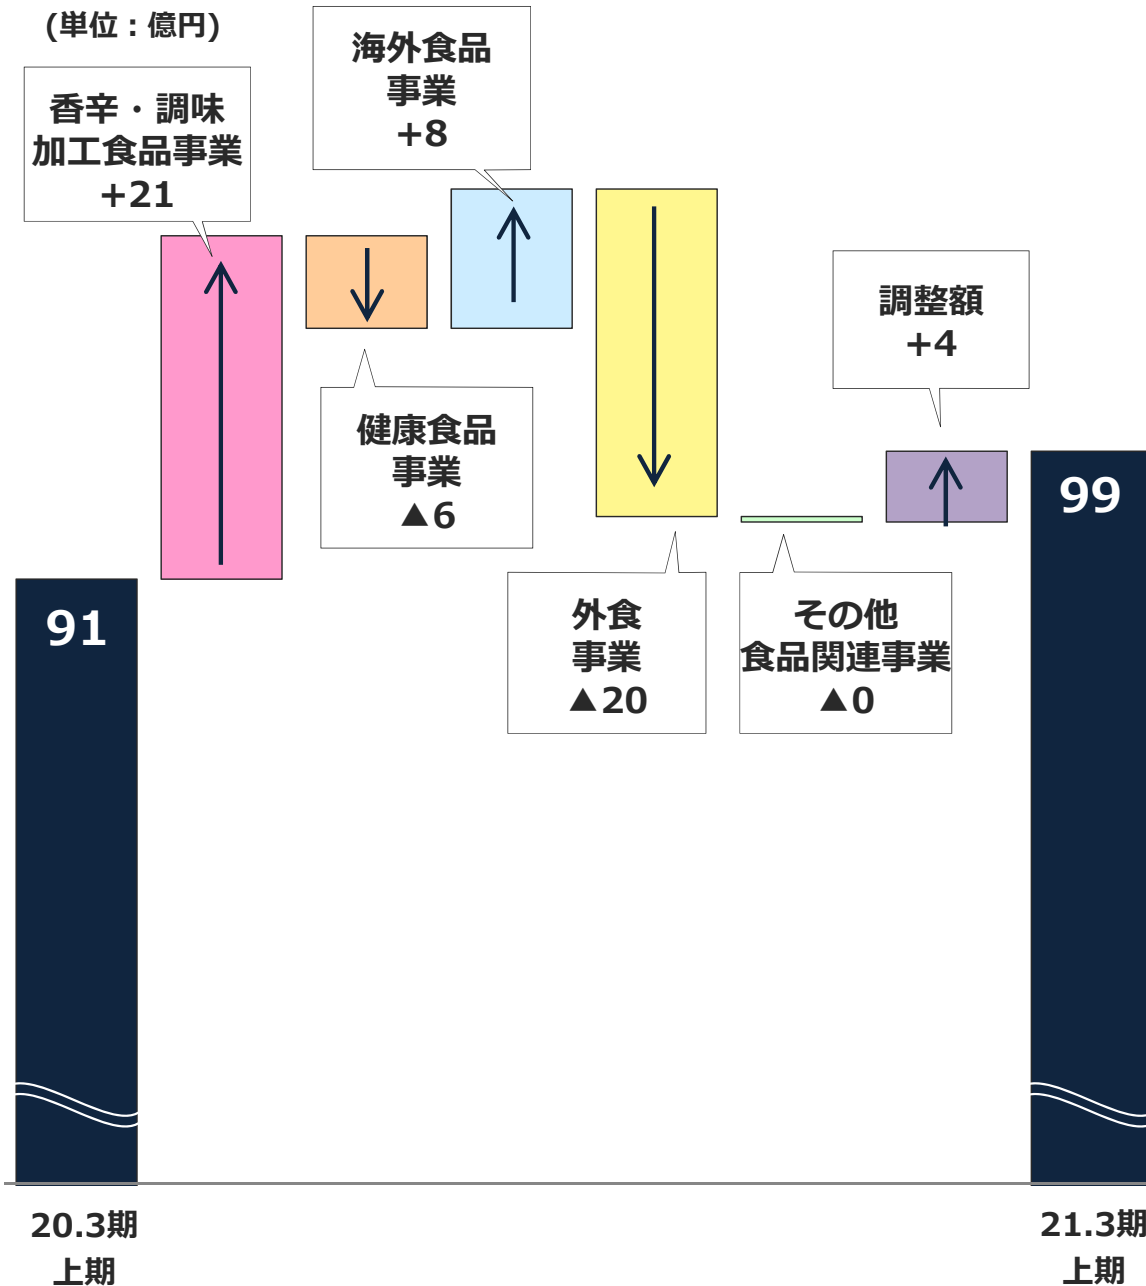 (単位：億円)
香辛・調味
加工食品事業
+21
海外食品
事業
+8
健康食品
事業
▲6
外食
事業
▲20
その他
食品関連事業
▲0
調整額
+4
91
99
20.3期
上期
21.3期
上期